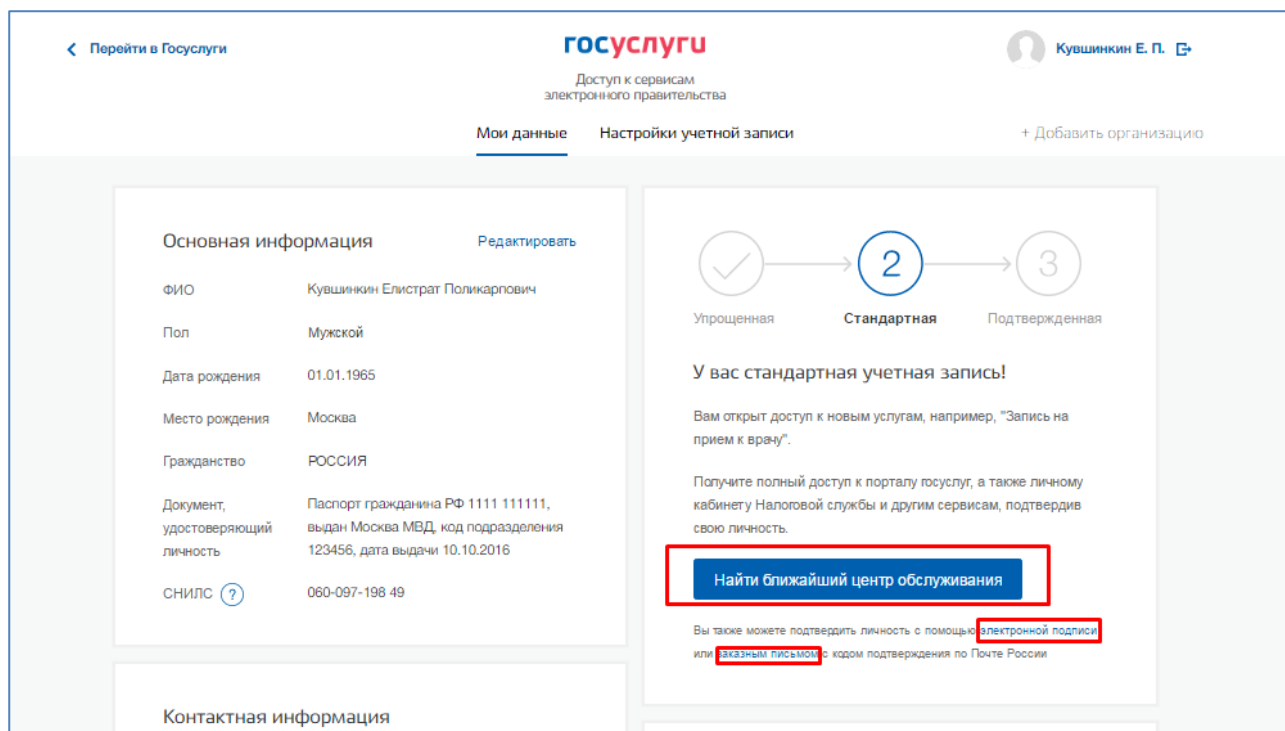 Перейти в Госуслуги
госуслуги
Кувшинкин Е. П.
Доступ к сервисам
электронного правительства
Мои данные
Настройки учетной записи
+ Добавить организацию
Основная информация
Редактировать
ФИО
Кувшинкин Елистрат Поликарпович
Пол
Мужской
Дата рождения
01.01.1965
Место рождения
Москва
Гражданство
РОССИЯ
Документ,
удостоверяющий
личность
Паспорт гражданина РФ 1111 111111,
выдан Москва МВД, код подразделения
123456, дата выдачи 10.10.2016
СНИЛС ?
060-097-198 49
Контактная информация
2
3
Упрощенная
Стандартная
Подтвержденная
У вас стандартная учетная запись!
Вам открыт доступ к новым услугам, например, "Запись на
прием к врачу".
Получите полный доступ к порталу госуслуг, а также личному
кабинету Налоговой службы и другим сервисам, подтвердив
свою личность.
Найти ближайший центр обслуживания
Вы также можете подтвердить личность с помощью электронной подписи
или заказным письмом с кодом подтверждения по Почте России